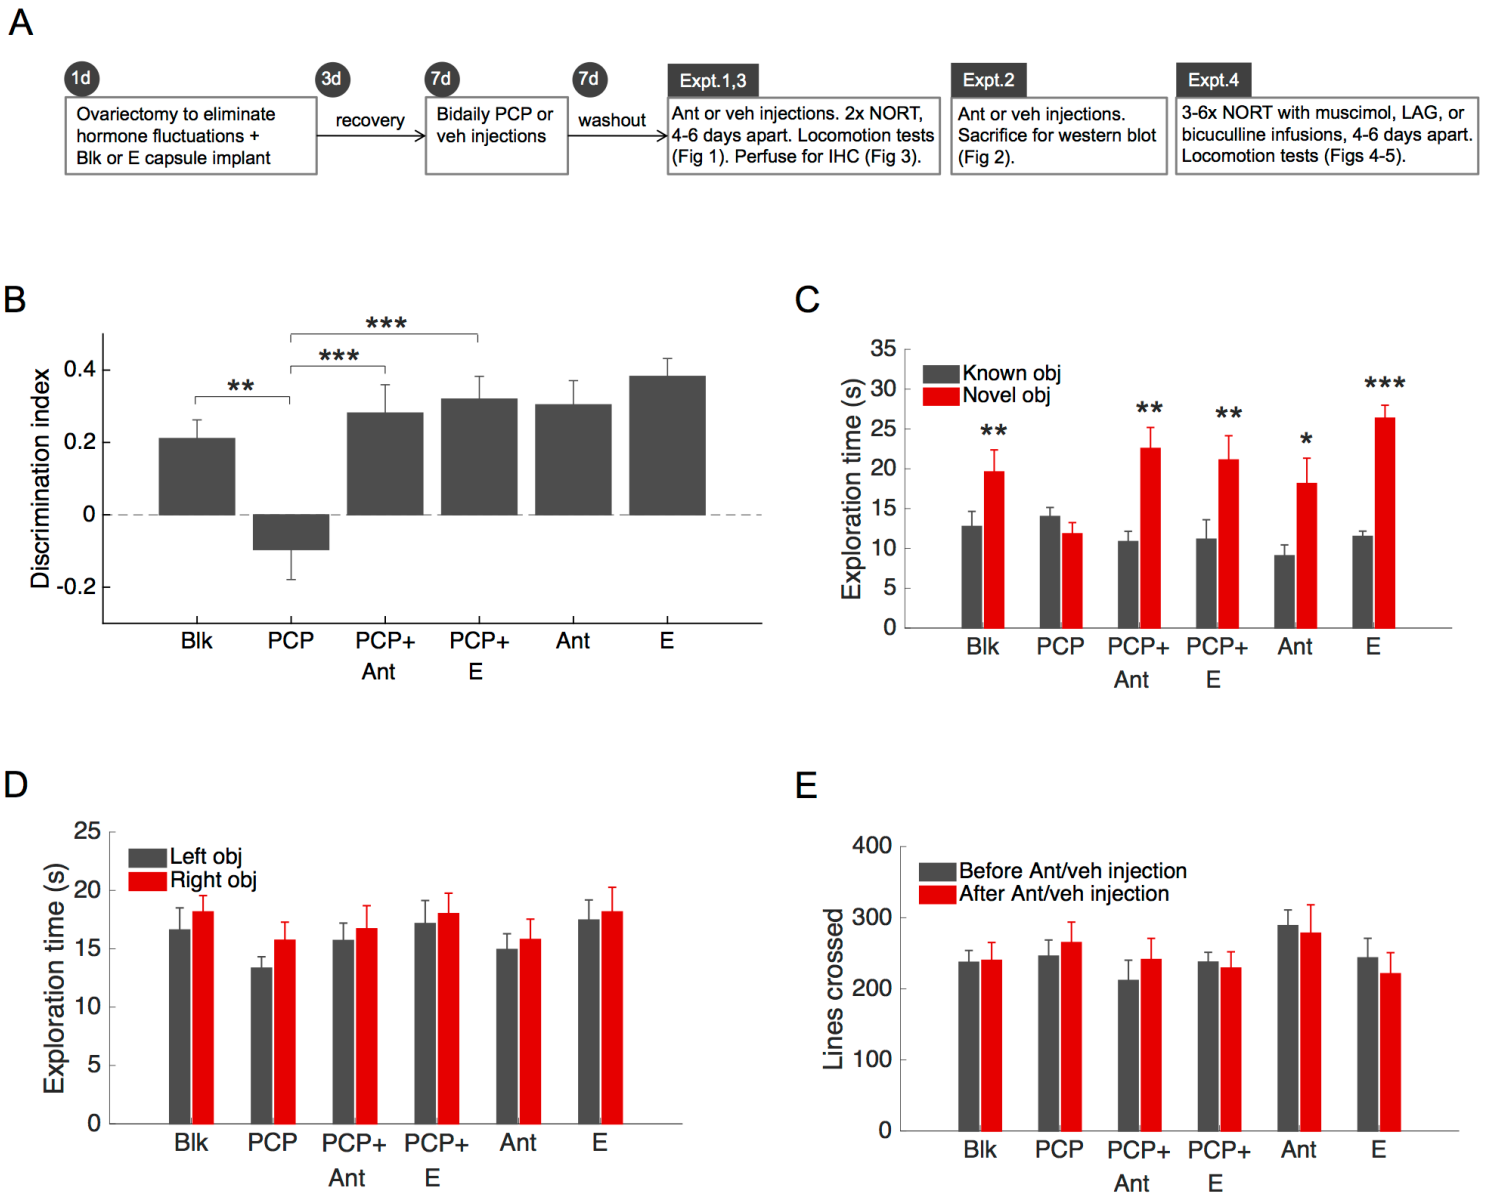 A
1d
3d
7d
7d
Expt.1,3
Expt.2
Expt.4
Ovariectomy to eliminate
hormone fluctuations +
Blk or E capsule implant
recovery
Bidaily PCP or
veh injections
washout
Ant or veh injections. 2x NORT,
4-6 days apart. Locomotion tests
(Fig 1). Perfuse for IHC (Fig 3).
Ant or veh injections.
Sacrifice for western blot
(Fig 2).
3-6x NORT with muscimol, LAG, or
bicuculline infusions, 4-6 days apart.
Locomotion tests (Figs 4-5).
B
Discrimination index
0.4
0.2
0
-0.2
**
***
***
Blk
PCP
PCP+
Ant
PCP+
E
Ant
E
C
Exploration time (s)
35
30
25
20
15
10
5
0
Known obj
Novel obj
**
**
**
*
***
Blk
PCP
PCP+
Ant
PCP+
E
Ant
E
D
Exploration time (s)
25
20
15
10
5
0
Left obj
Right obj
Blk
PCP
PCP+
Ant
PCP+
E
Ant
E
E
Lines crossed
400
300
200
100
0
Before Ant/veh injection
After Ant/veh injection
Blk
PCP
PCP+
Ant
PCP+
E
Ant
E